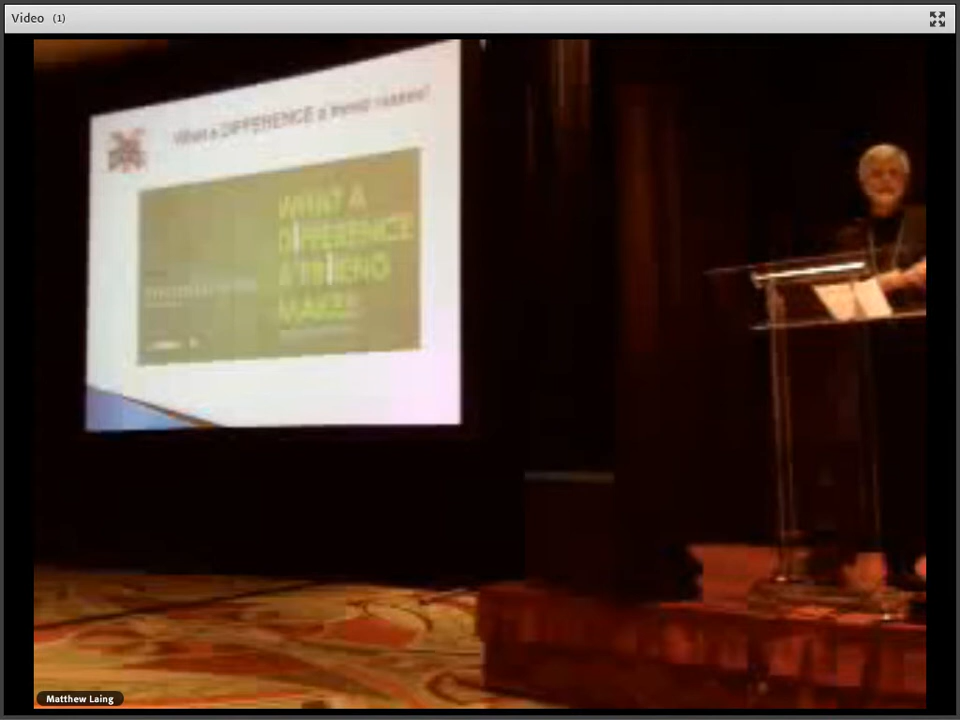 Video (1)
What a DIFFERENCE a friend makes!
WHAT A
DIFFERENCE
A FRIEND
MAKES
Matthew Laing